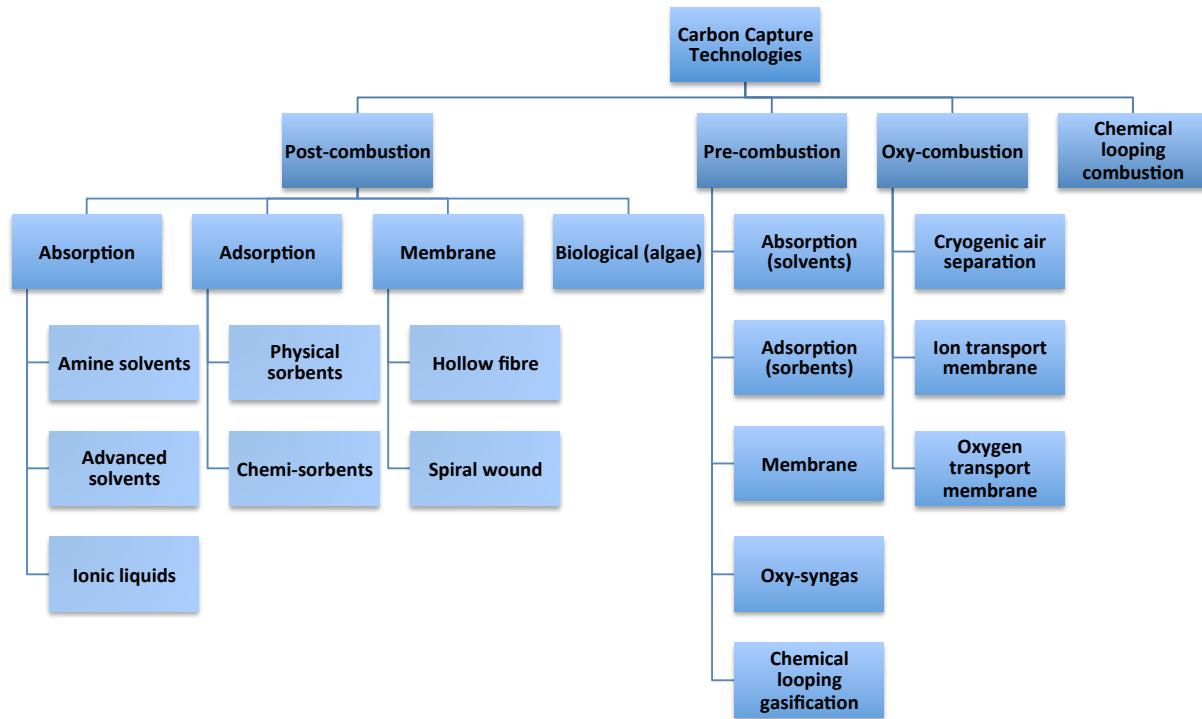 Carbon Capture
Technologies
Post-combustion
Pre-combustion
Oxy-combustion
Chemical
looping
combustion
Absorption
Adsorption
Membrane
Biological (algae)
Absorption
(solvents)
Cryogenic air
separation
Amine solvents
Physical
sorbents
Hollow fibre
Adsorption
(sorbents)
Ion transport
membrane
Advanced
solvents
Chemi-sorbents
Spiral wound
Membrane
Oxygen
transport
membrane
Ionic liquids
Oxy-syngas
Chemical
looping
gasification